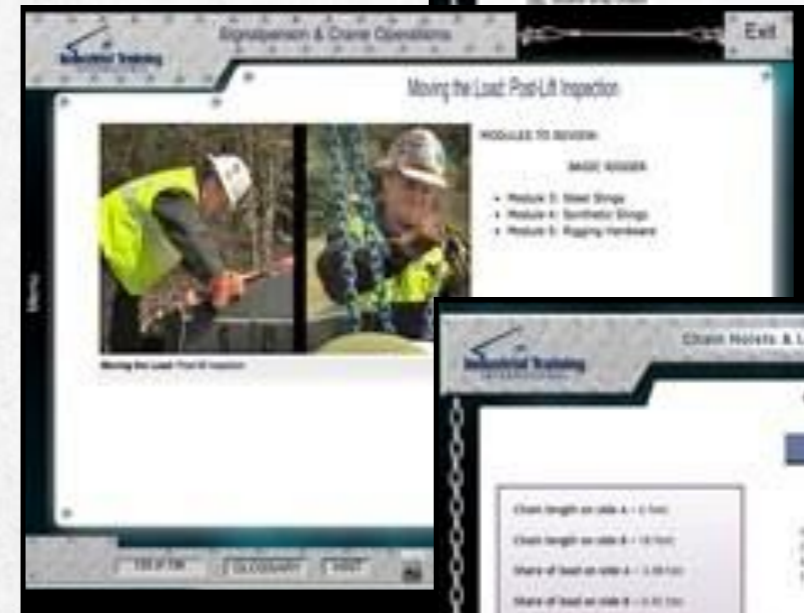 Signalperson & Crane Operations
Exit
Industrial Training
Moving the Load: Post-Lift Inspection
MODULES TO REVIEW:
BASIC RIGGER
• Module 3: Steel Slings
• Module 4: Synthetic Slings
• Module 5: Rigging Hardware
Menu
Moving the Load: Post-Lift Inspection
GLOSSARY
HINT
Chain Hoists & L
Industrial Training
INTERNATIONAL
Chain length on side A =
Chain length on side B =
Share of load on side A =
Share of load on side B =